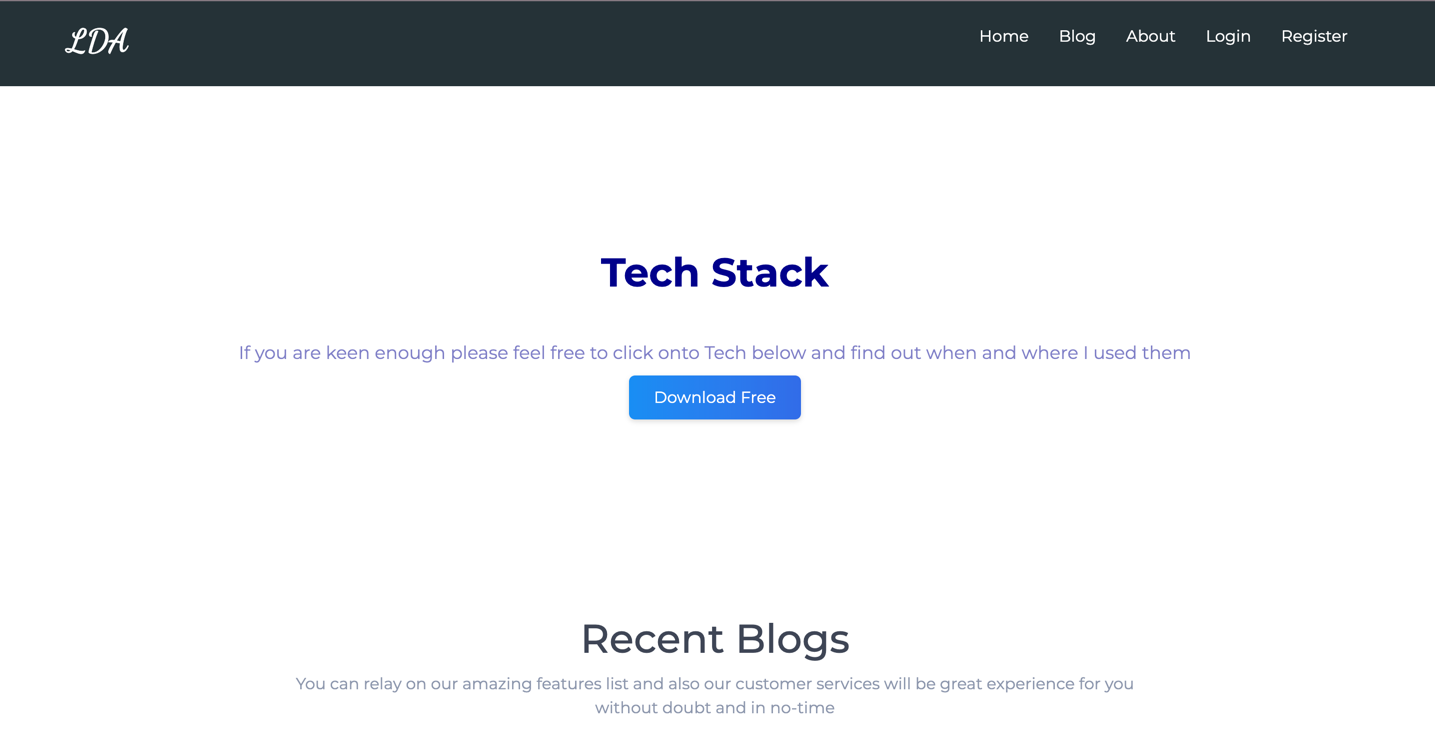 LDA
Home Blog About Login Register
Tech Stack
If you are keen enough please feel free to click onto Tech below and find out when and where I used them
Download Free
Recent Blogs
You can relay on our amazing features list and also our customer services will be great experience for you
without doubt and in no-time